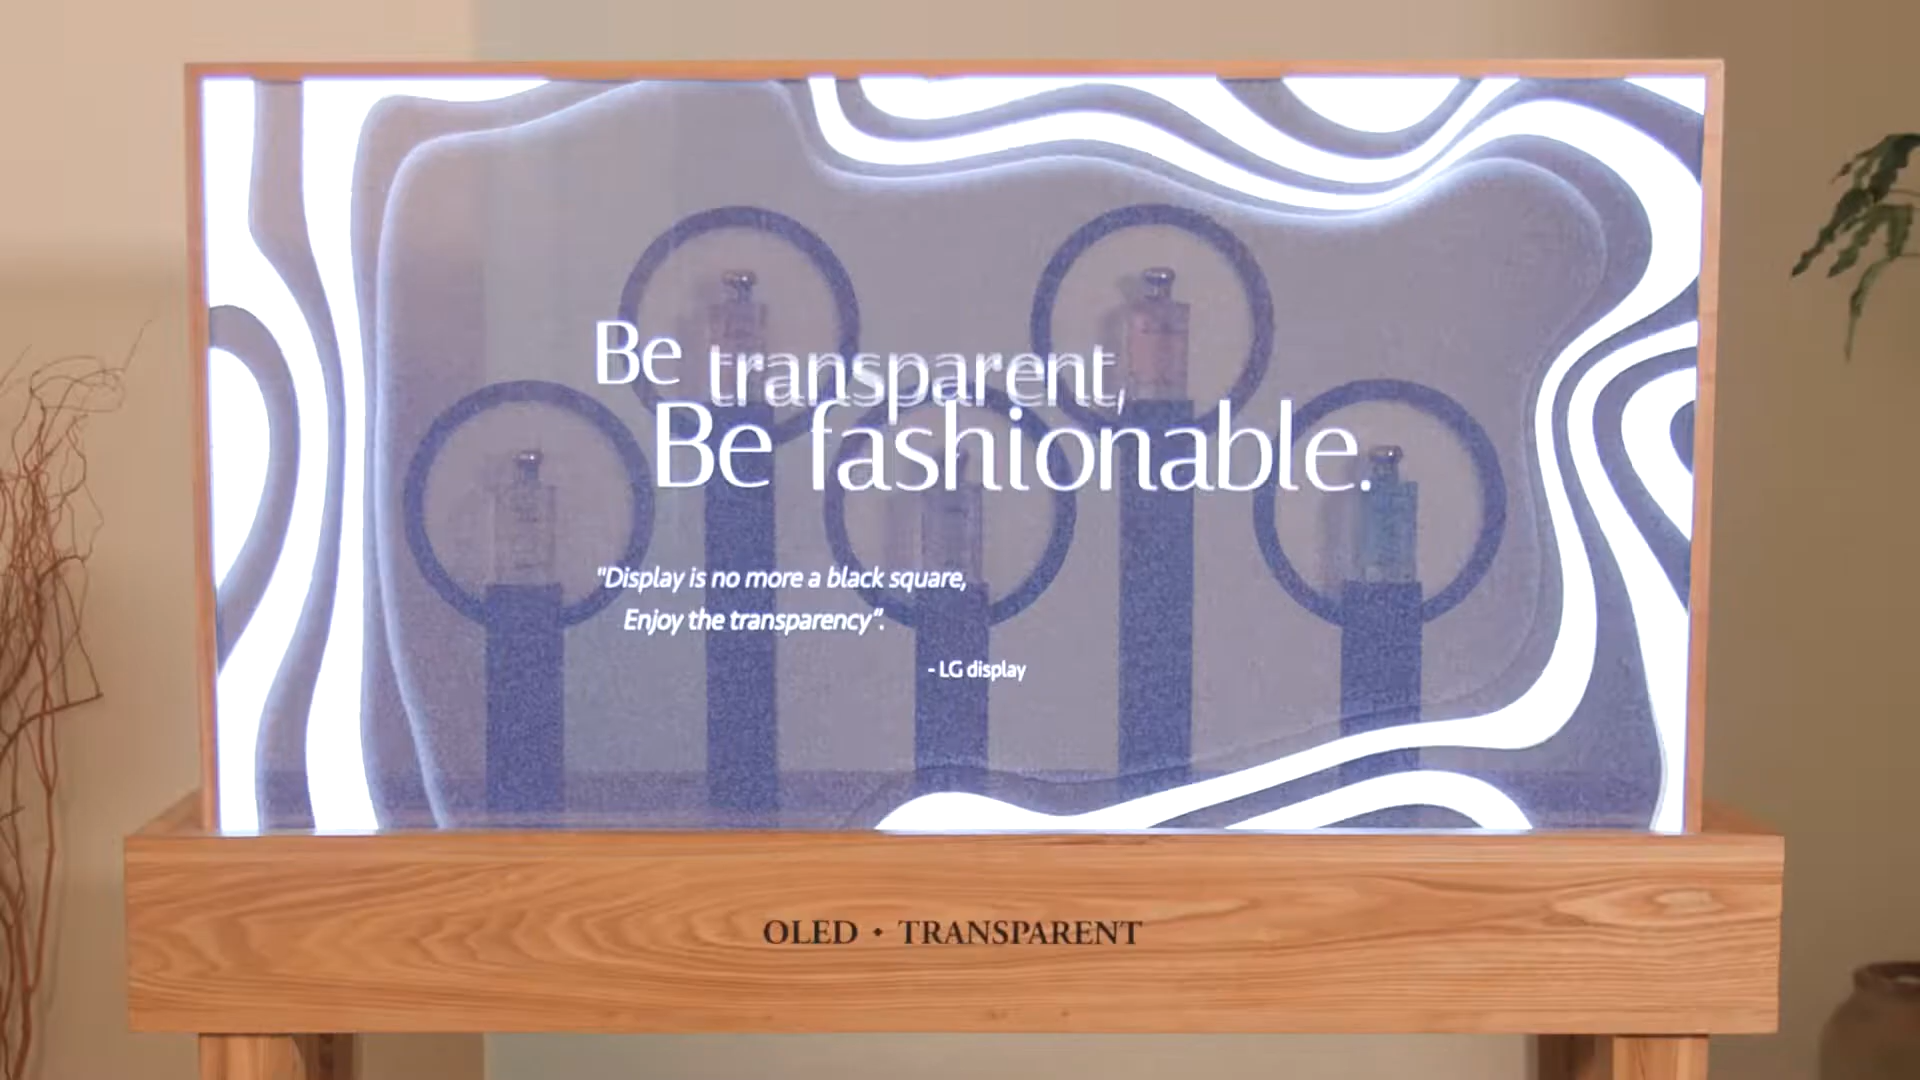 Be transparent,
Be fashionable.
"Display is no more a black square,
Enjoy the transparency".
- LG display
OLED • TRANSPARENT